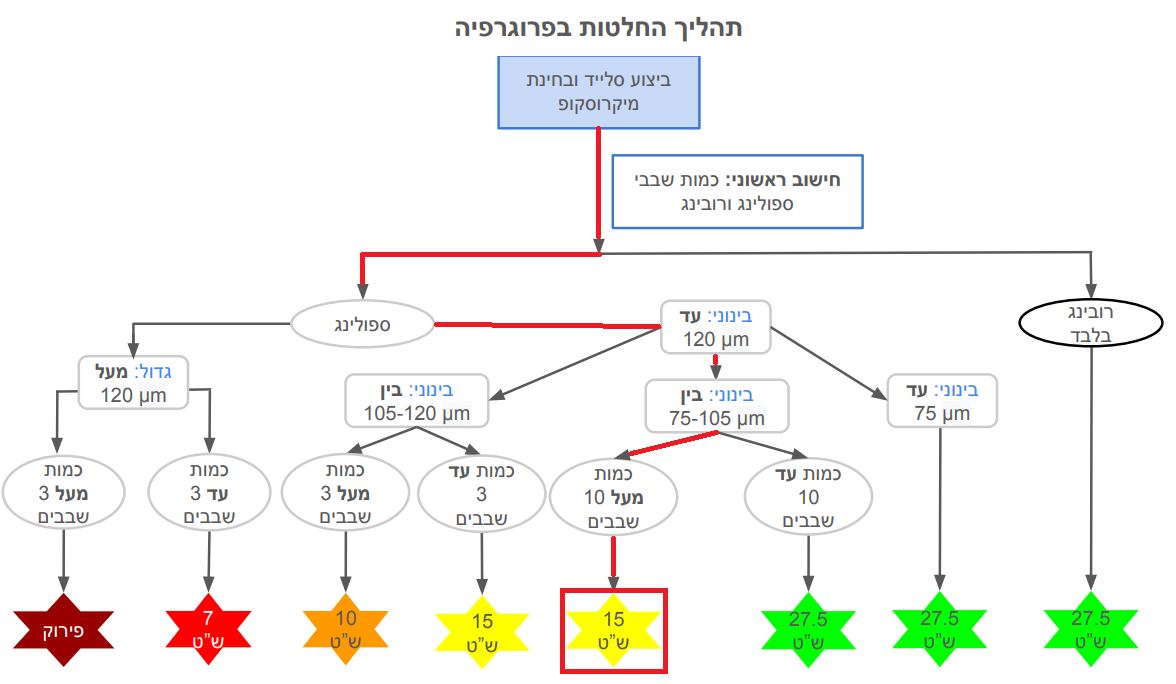 תהליך החלטות בפרוגרפיה
ביצוע סלייד ובחינת
מיקרוסקופ
חישוב ראשוני: כמות שבבי
ספולינג ורובינג
ספולינג
בינוני: עד
120 µm
רובינג
בלבד
גדול: מעל
120 µm
בינוני: בין
105-120 µm
בינוני: בין
75-105 µm
בינוני: עד
75 µm
כמות
מעל 3
שבבים
כמות
עד 3
שבבים
כמות
מעל 3
שבבים
כמות עד
3
שבבים
כמות
מעל 10
שבבים
כמות עד
10
שבבים
פירוק
7
ש"ט
10
ש"ט
15
ש"ט
15
ש"ט
27.5
ש"ט
27.5
ש"ט
27.5
ש"ט